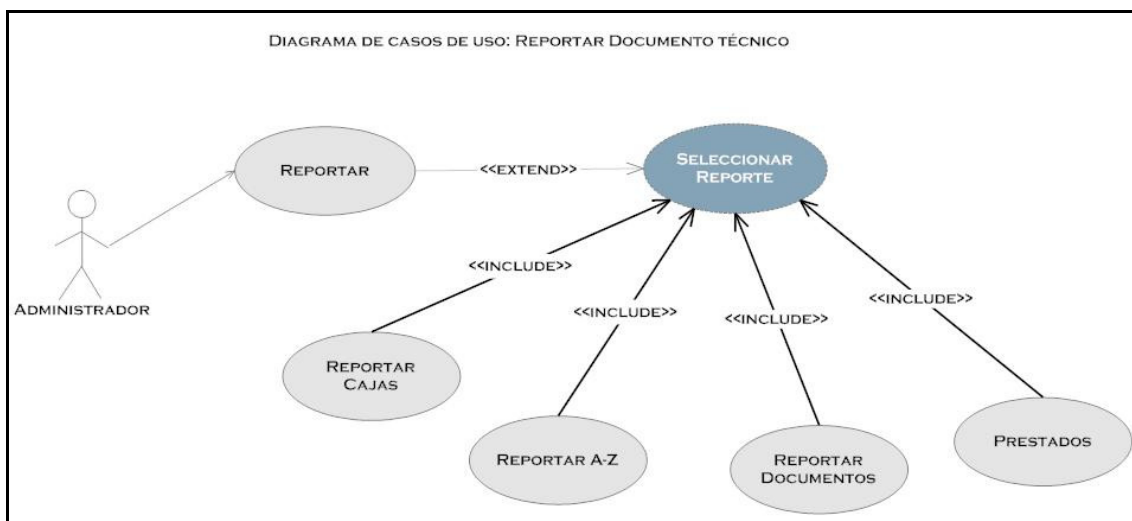 DIAGRAMA DE CASOS DE USO: REPORTAR DOCUMENTO TÉCNICO
SELECCIONAR
REPORTE
REPORTAR
<<EXTEND>>
<<INCLUDE>>
<<INCLUDE>>
<<INCLUDE>>
<<INCLUDE>>
ADMINISTRADOR
REPORTAR
CAJAS
REPORTAR A-Z
REPORTAR
DOCUMENTOS
PRESTADOS